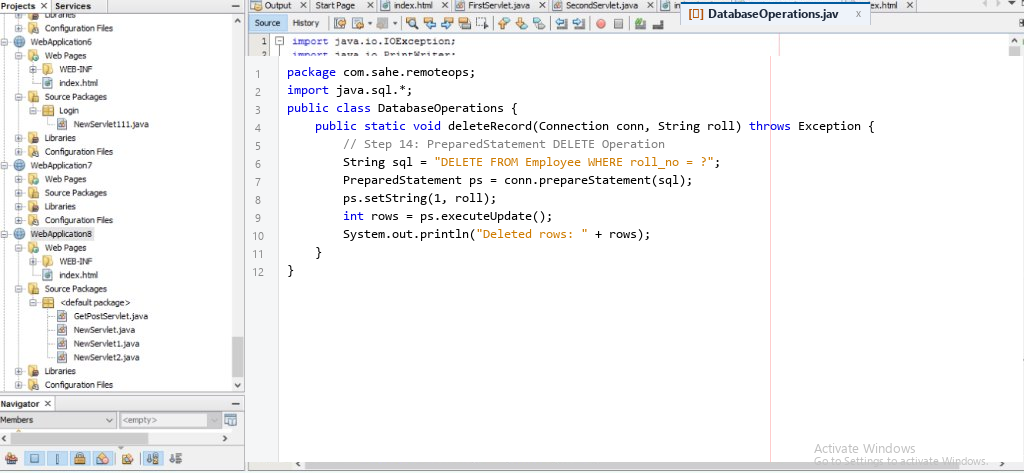 Projects
Services
Libraries
Configuration Files
WebApplication6
Web Pages
WEB-INF
index.html
Source Packages
Login
NewServlet111.java
Libraries
Configuration Files
WebApplication7
Web Pages
Source Packages
Libraries
Configuration Files
WebApplication8
Web Pages
WEB-INF
index.html
Source Packages
<default package>
GetPostServlet.java
NewServlet.java
NewServlet1.java
NewServlet2.java
Libraries
Configuration Files
Navigator
Members
<empty>
Output
Start Page
index.html
FirstServlet.java
SecondServlet.java
DatabaseOperations.jav x
ex.html
Source
History
1 import java.io.IOException;
2 import java.io.PrintWriter;
1 package com.sahe.remoteops;
2 import java.sql.*;
3 public class DatabaseOperations {
4 public static void deleteRecord(Connection conn, String roll) throws Exception {
5 // Step 14: PreparedStatement DELETE Operation
6 String sql = "DELETE FROM Employee WHERE roll_no = ?";
7 PreparedStatement ps = conn.prepareStatement(sql);
8 ps.setString(1, roll);
9 int rows = ps.executeUpdate();
10 System.out.println("Deleted rows: " + rows);
11 }
12 }
Activate Windows
Go to Settings to activate Windows.